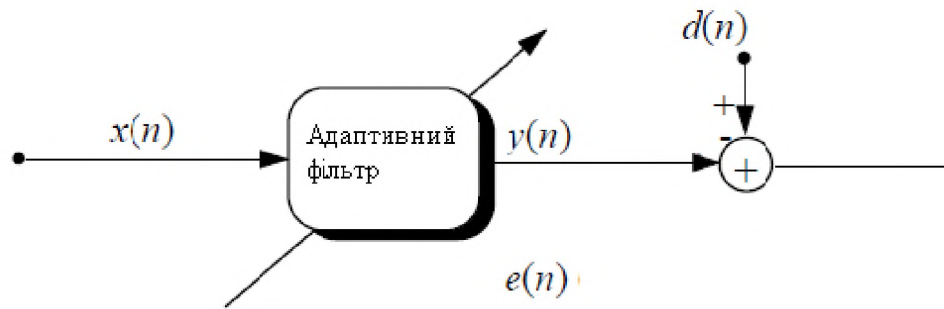 d(n)
x(n)
Адаптивний
фільтр
y(n)
+
-
+
e(n)